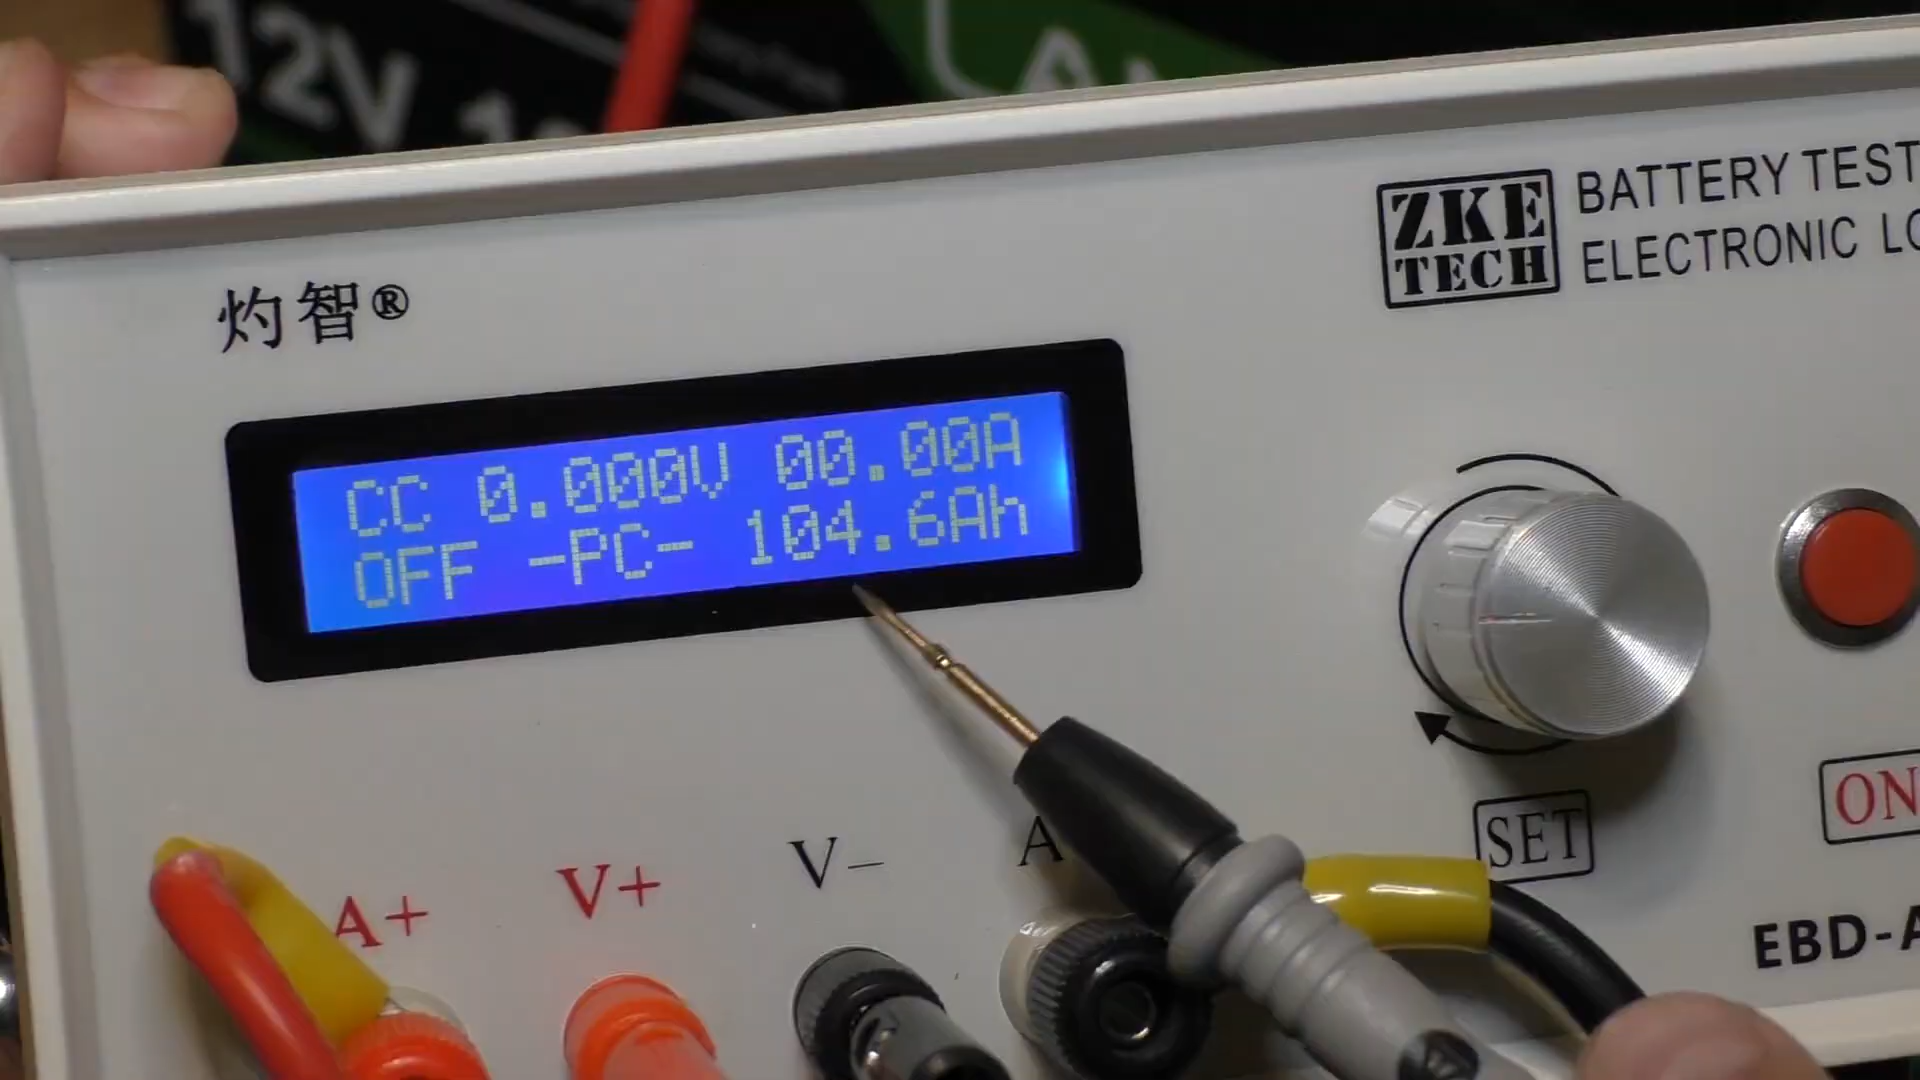 12V
灼智®
ZKE
TECH
BATTERY TEST
ELECTRONIC
CC 0.000V 00.00A
OFF -PC- 104.6Ah
A+
V+
V-
A
SET
ON
EBD-A